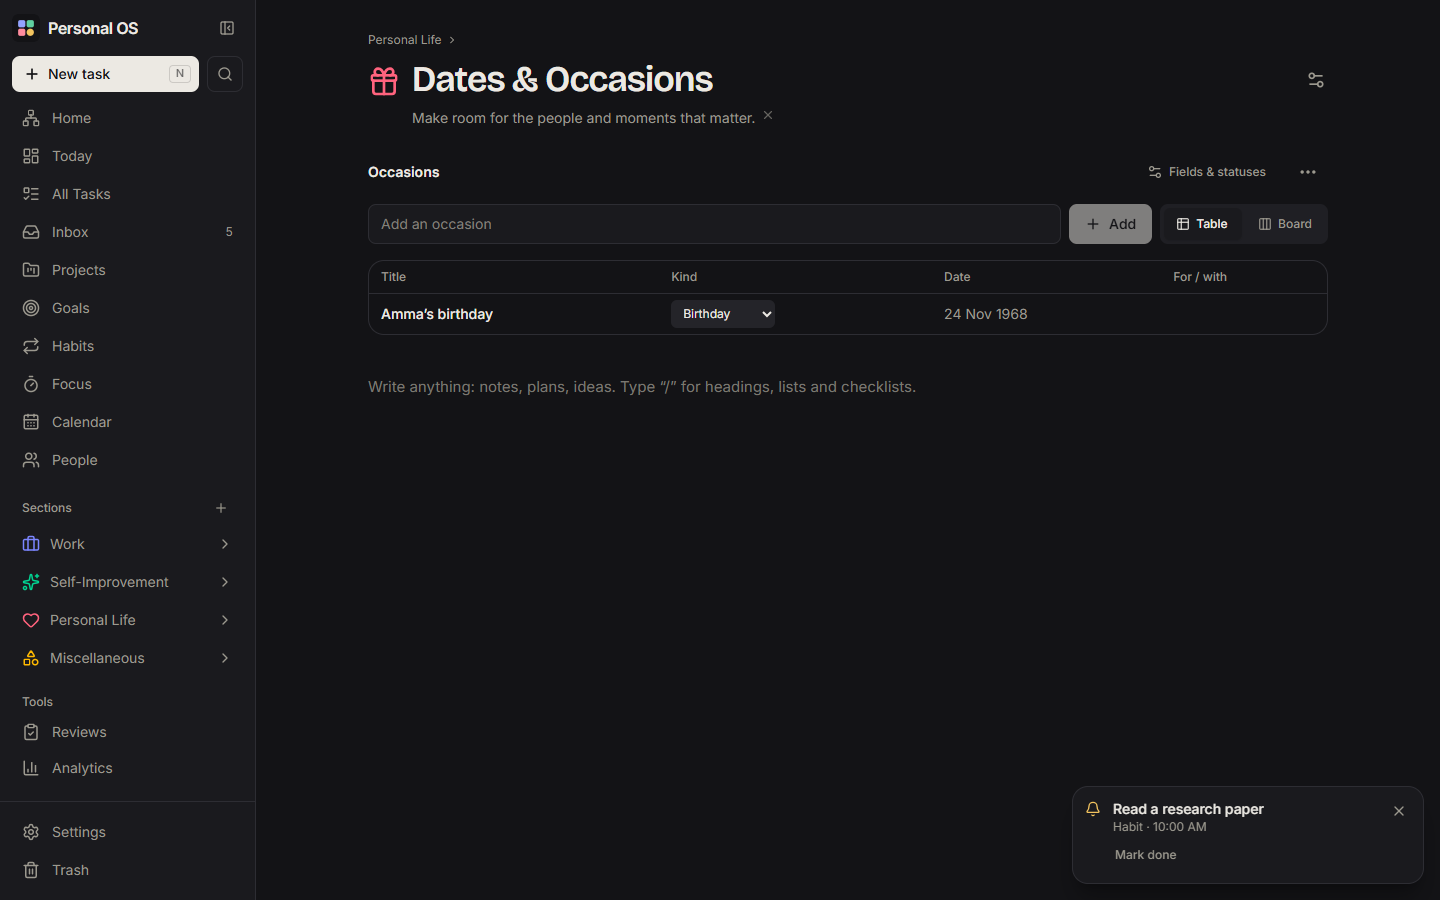 Personal OS
New task N
Home
Today
All Tasks
Inbox 5
Projects
Goals
Habits
Focus
Calendar
People
Sections
Work
Self-Improvement
Personal Life
Miscellaneous
Tools
Reviews
Analytics
Settings
Trash
Personal Life
Dates & Occasions
Make room for the people and moments that matter.
Occasions
Fields & statuses
Add an occasion
Add
Table
Board
Title Kind Date For / with
Amma’s birthday Birthday 24 Nov 1968
Write anything: notes, plans, ideas. Type “/” for headings, lists and checklists.
Read a research paper
Habit · 10:00 AM
Mark done